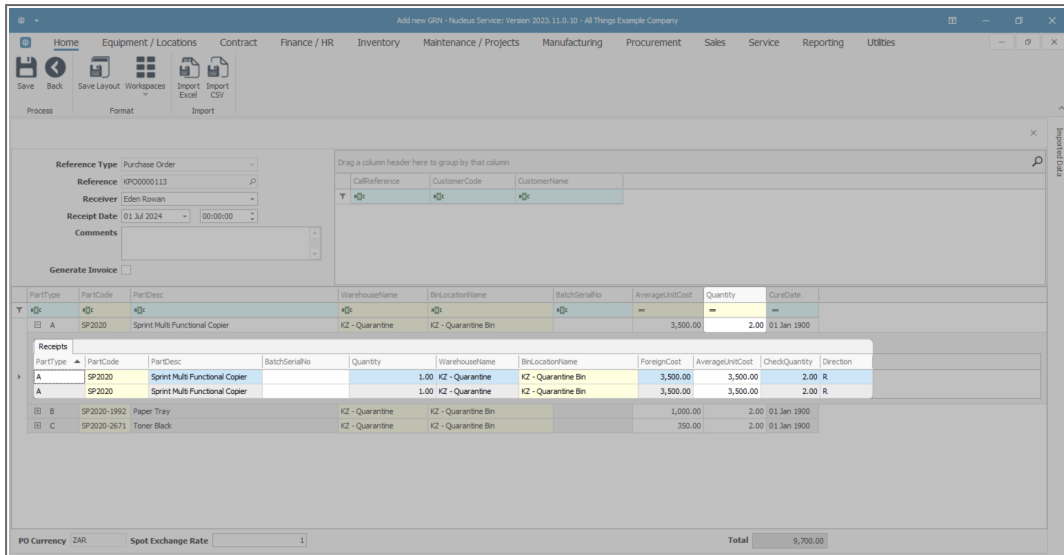 Add new GRN - Nucleus Service: Version 2023.11.0.10 - All Things Example Company
Home Equipment / Locations Contract Finance / HR Inventory Maintenance / Projects Manufacturing Procurement Sales Service Reporting Utilities
Save Back Save Layout Workspaces Import Excel Import CSV
Process Format Import
Imported Data
Reference Type Purchase Order
Reference KPO0000113
Receiver Eden Rowan
Receipt Date 01 Jul 2024 00:00:00
Comments
Generate Invoice
Drag a column header here to group by that column
CallReference CustomerCode CustomerName
PartType PartCode PartDesc WarehouseName BinLocationName BatchSerialNo AverageUnitCost Quantity CureDate
A SP2020 Sprint Multi Functional Copier KZ - Quarantine KZ - Quarantine Bin 3,500.00 2.00 01 Jan 1900
Receipts
PartType PartCode PartDesc BatchSerialNo Quantity WarehouseName BinLocationName ForeignCost AverageUnitCost CheckQuantity Direction
A SP2020 Sprint Multi Functional Copier 1.00 KZ - Quarantine KZ - Quarantine Bin 3,500.00 3,500.00 2.00 R
A SP2020 Sprint Multi Functional Copier 1.00 KZ - Quarantine KZ - Quarantine Bin 3,500.00 3,500.00 2.00 R
B SP2020-1992 Paper Tray KZ - Quarantine KZ - Quarantine Bin 1,000.00 2.00 01 Jan 1900
C SP2020-2671 Toner Black KZ - Quarantine KZ - Quarantine Bin 350.00 2.00 01 Jan 1900
PO Currency ZAR Spot Exchange Rate 1 Total 9,700.00